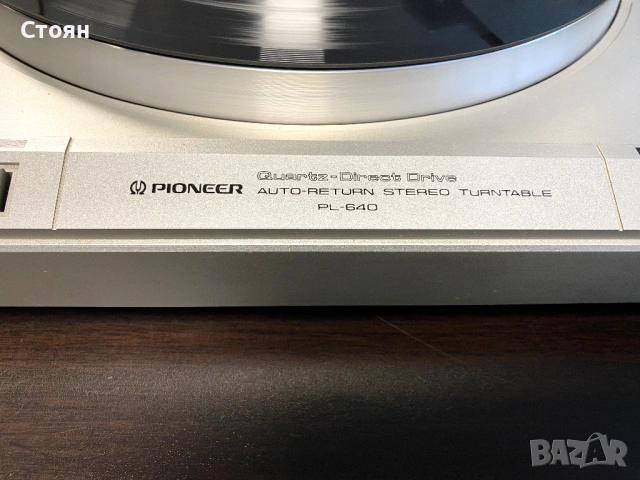 Стоян
Quartz-Direct Drive
PIONEER AUTO-RETURN STEREO TURNTABLE
PL-640
BAZAR